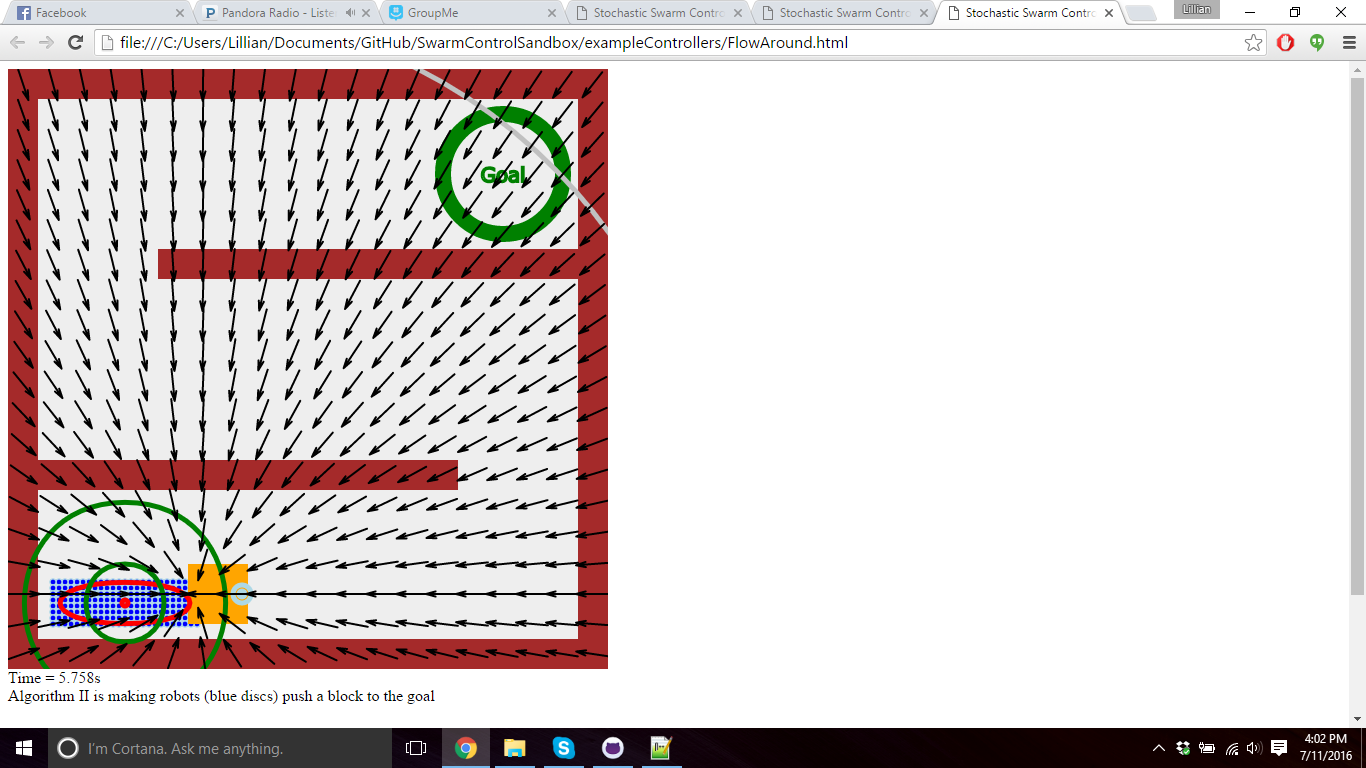 Facebook
Pandora Radio - Liste
GroupMe
Stochastic Swarm Contro
Stochastic Swarm Contro
Stochastic Swarm Contro
Lillian
file:///C:/Users/Lillian/Documents/GitHub/SwarmControlSandbox/exampleControllers/FlowAround.html
Goal
Time = 5.758s
Algorithm II is making robots (blue discs) push a block to the goal
I'm Cortana. Ask me anything.
4:02 PM
7/11/2016